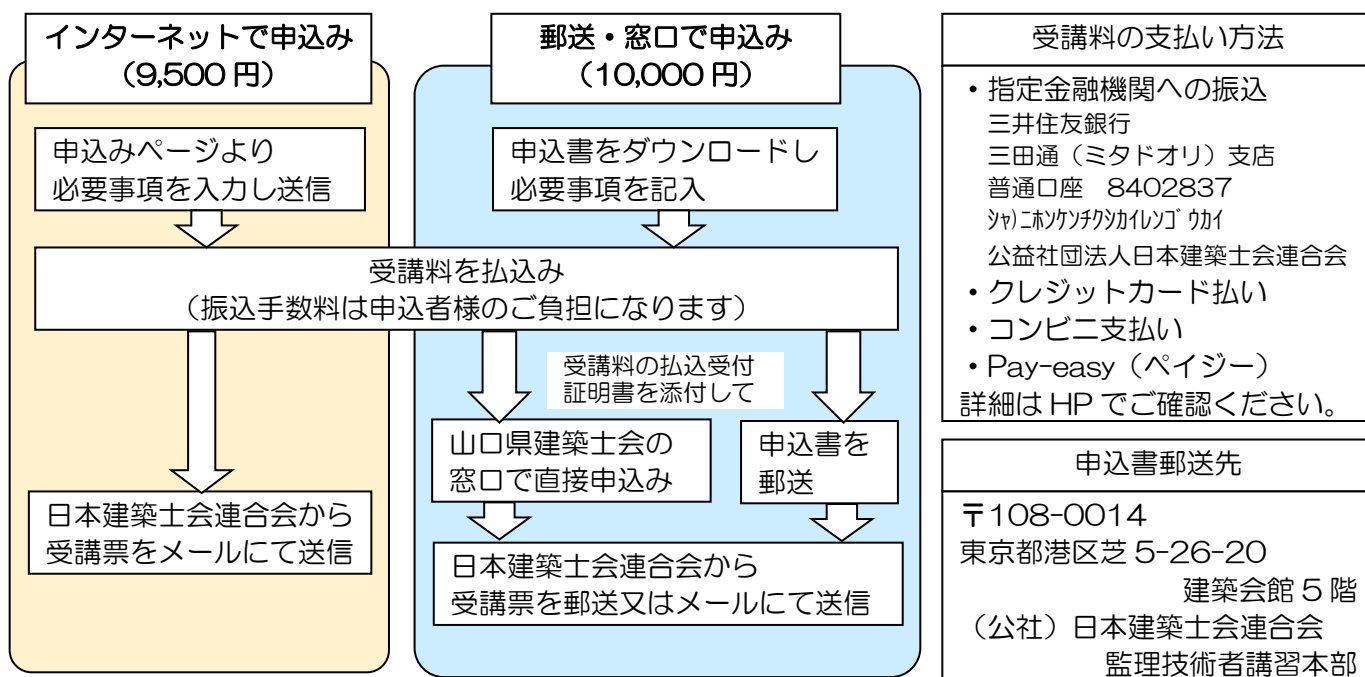 インターネットで申込み
（9,500円）
申込みページより
必要事項を入力し送信
郵送・窓口で申込み
（10,000円）
申込書をダウンロードし
必要事項を記入
受講料を払込み
（振込手数料は申込者様のご負担になります）
受講料の払込受付
証明書を添付して
山口県建築士会の
窓口で直接申込み
申込書を
郵送
日本建築士会連合会から
受講票をメールにて送信
日本建築士会連合会から
受講票を郵送又はメールにて送信
受講料の支払い方法
・指定金融機関への振込
三井住友銀行
三田通（ミタドオリ）支店
普通口座　8402837
ｼｬ)ﾆﾎﾝｹﾝﾁｸｼｶｲﾚﾝｺﾞｳｶｲ
公益社団法人日本建築士会連合会
・クレジットカード払い
・コンビニ支払い
・Pay-easy（ペイジー）
詳細は HP でご確認ください。
申込書郵送先
〒108-0014
東京都港区芝 5-26-20
建築会館 5 階
（公社）日本建築士会連合会
監理技術者講習本部